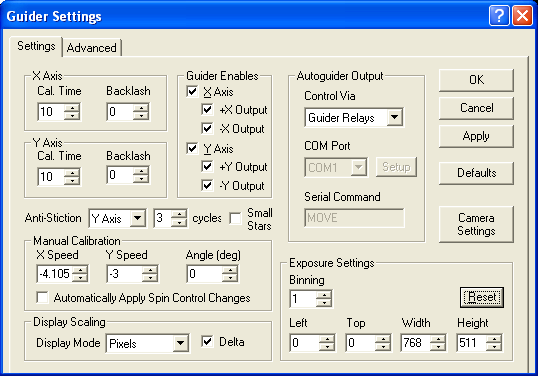 Guider Settings
Settings Advanced
X Axis
Cal. Time Backlash
10 0
Y Axis
Cal. Time Backlash
10 0
Guider Enables
X Axis
+X Output
-X Output
Y Axis
+Y Output
-Y Output
Autoguider Output
Control Via
Guider Relays
COM Port
COM1 Setup
Serial Command
MOVE
OK
Cancel
Apply
Defaults
Camera
Settings
Anti-Stiction Y Axis 3 cycles Small
Stars
Manual Calibration
X Speed Y Speed Angle (deg)
-4.105 -3 0
Automatically Apply Spin Control Changes
Display Scaling
Display Mode Pixels Delta
Exposure Settings
Binning
1 Reset
Left Top Width Height
0 0 768 511